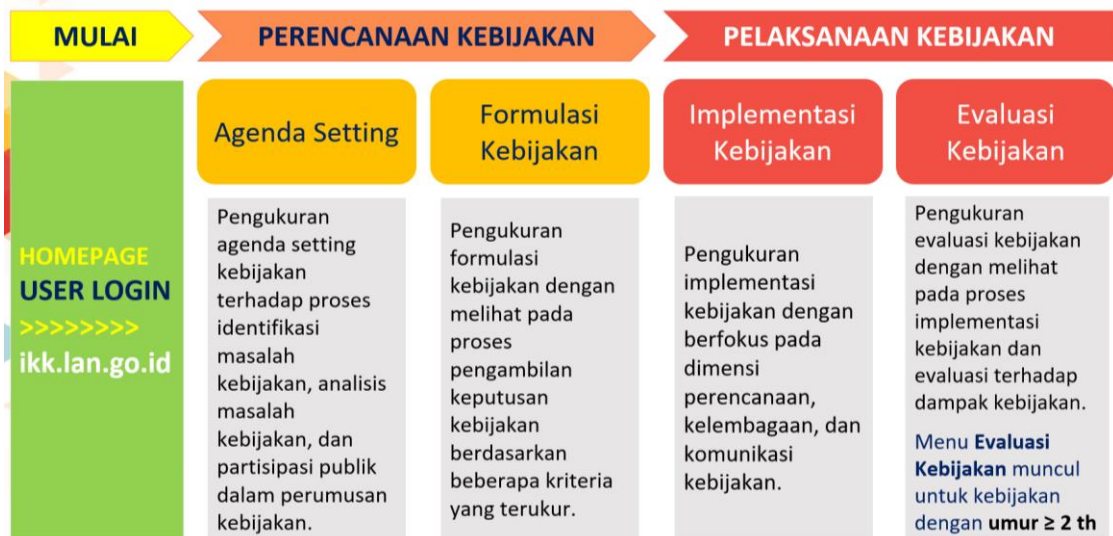 MULAI
PERENCANAAN KEBIJAKAN
PELAKSANAAN KEBIJAKAN
HOMEPAGE
USER LOGIN
>>>>>>>>>
ikk.lan.go.id
Agenda Setting
Pengukuran
agenda setting
kebijakan
terhadap proses
identifikasi
masalah
kebijakan, analisis
masalah
kebijakan, dan
partisipasi publik
dalam perumusan
kebijakan.
Formulasi
Kebijakan
Pengukuran
formulasi
kebijakan dengan
melihat pada
proses
pengambilan
keputusan
kebijakan
berdasarkan
beberapa kriteria
yang terukur.
Implementasi
Kebijakan
Pengukuran
implementasi
kebijakan dengan
berfokus pada
dimensi
perencanaan,
kelembagaan, dan
komunikasi
kebijakan.
Evaluasi
Kebijakan
Pengukuran
evaluasi kebijakan
dengan melihat
pada proses
implementasi
kebijakan dan
evaluasi terhadap
dampak kebijakan.
Menu Evaluasi
Kebijakan muncul
untuk kebijakan
dengan umur ≥ 2 th